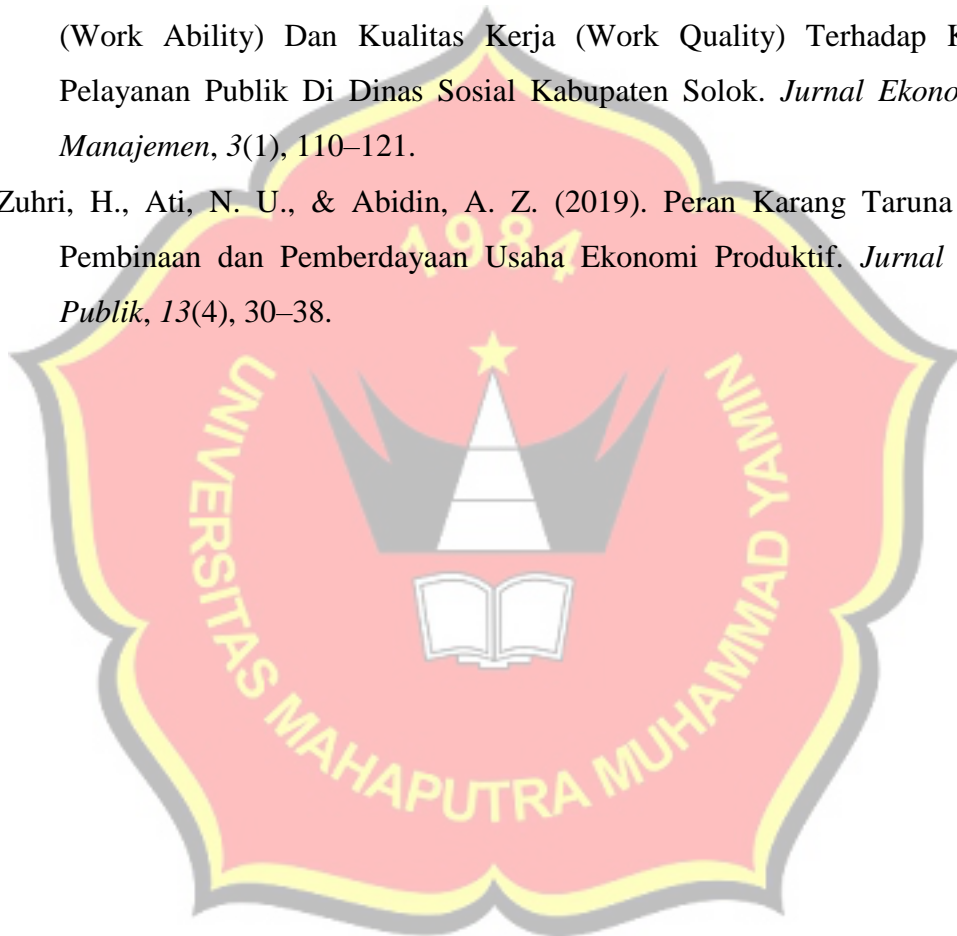 (Work Ability) Dan Kualitas Kerja (Work Quality) Terhadap
Pelayanan Publik Di Dinas Sosial Kabupaten Solok. Jurnal
Manajemen, 3(1), 110–121.
Zuhri, H., Ati, N. U., & Abidin, A. Z. (2019). Peran Karang Taruna
Pembinaan dan Pemberdayaan Usaha Ekonomi Produktif. Jurnal
Publik, 13(4), 30–38.
1984
UNIVERSITAS MAHAPUTRA MUHAMMAD YAMIN